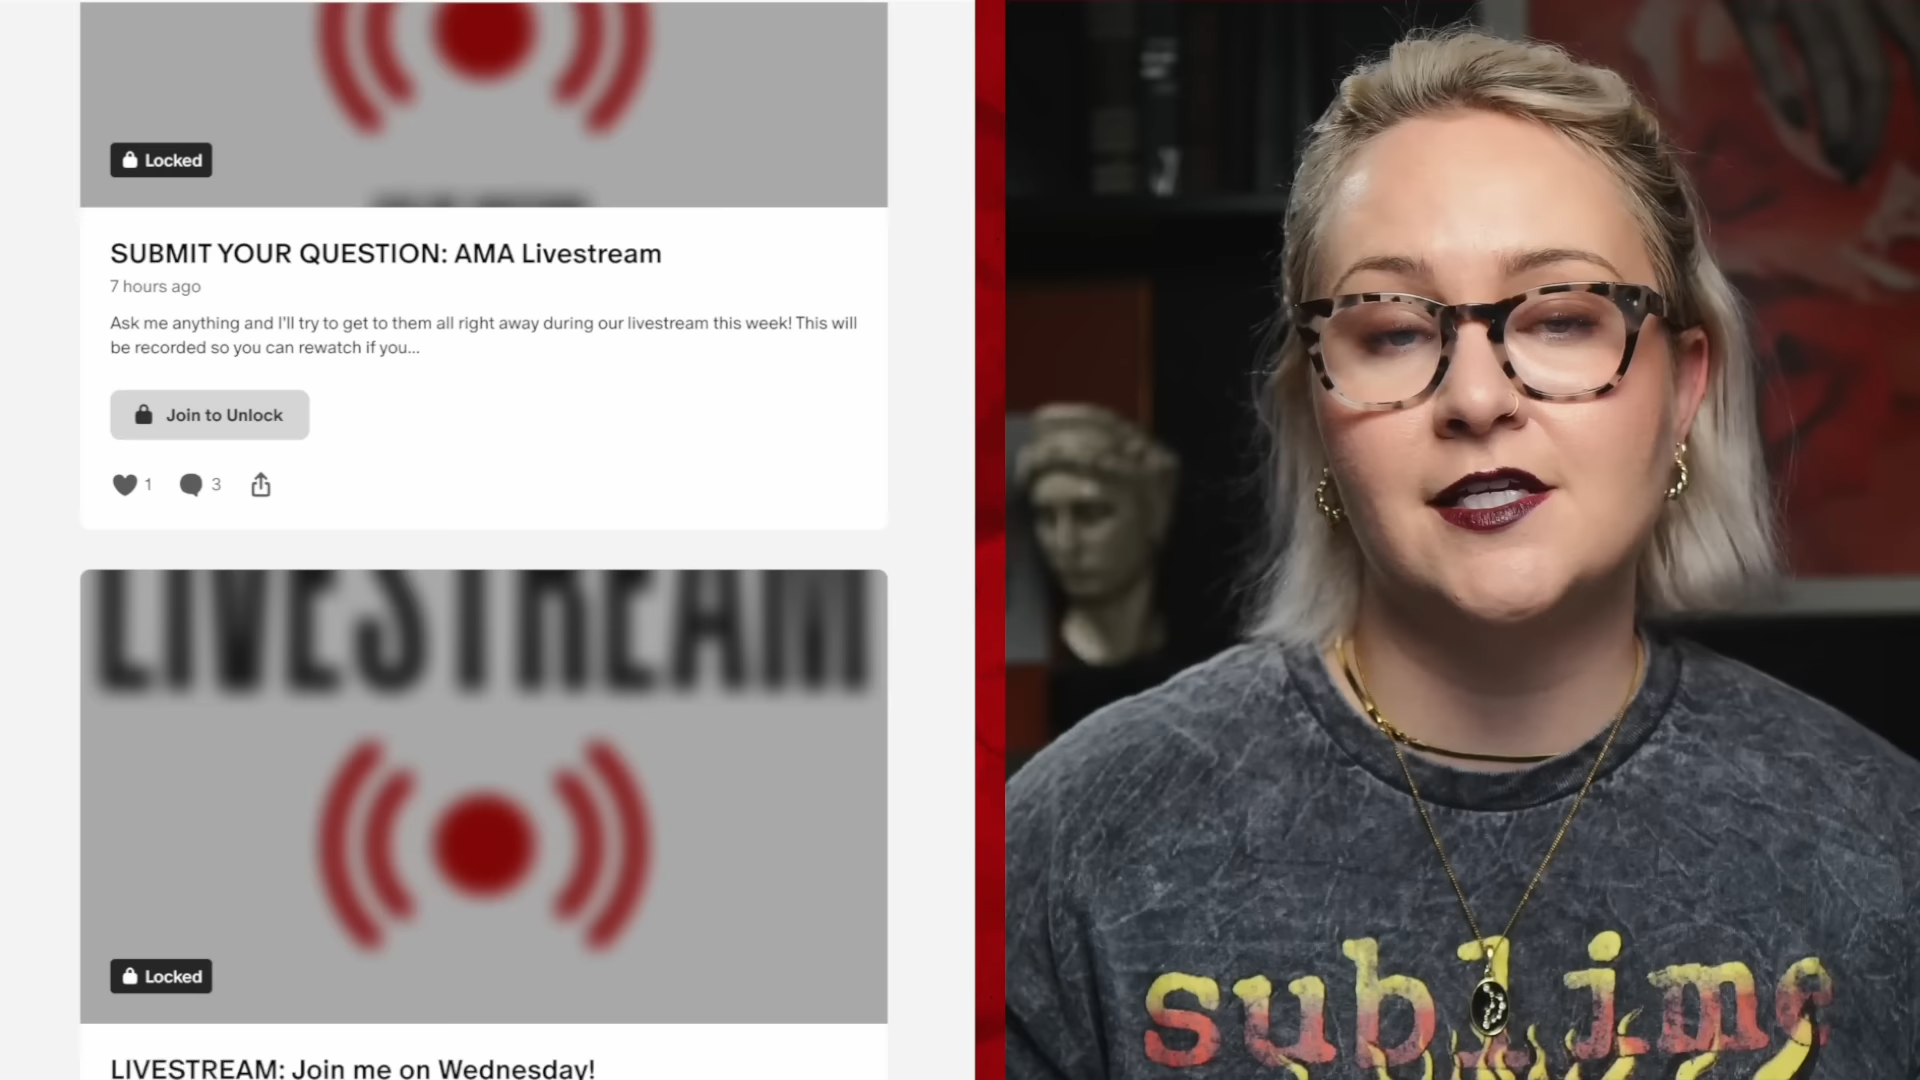 Locked
SUBMIT YOUR QUESTION: AMA Livestream
7 hours ago
Ask me anything and I'll try to get to them all right away during our livestream this week! This will
be recorded so you can rewatch if you...
Join to Unlock
1 3
LIVESTREAM
Locked
LIVESTREAM: Join me on Wednesday!
sublime